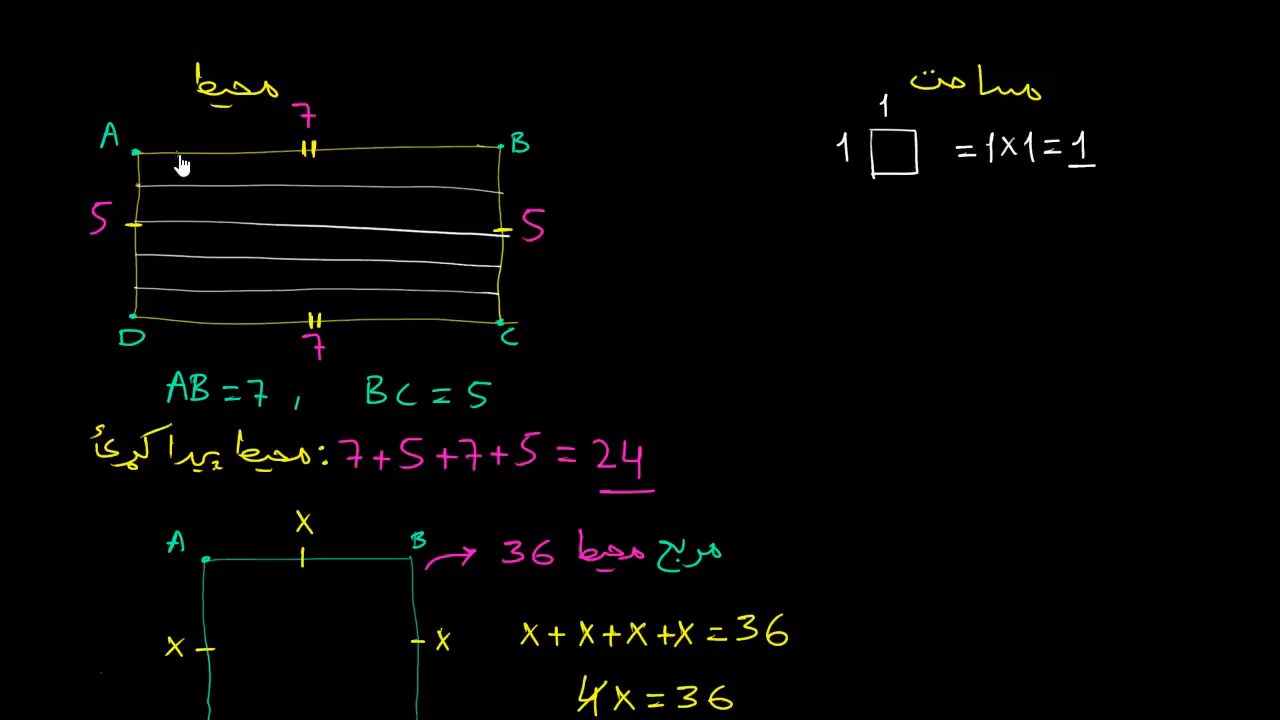 محیط
مساحت
7
1
A
B
1
= 1 x 1 = 1
5
5
D
C
7
AB = 7 , BC = 5
محیط پیدا کړئ: 7 + 5 + 7 + 5 = 24
x
A
B
مربع محیط 36
x + x + x + x = 36
x
x
4x = 36